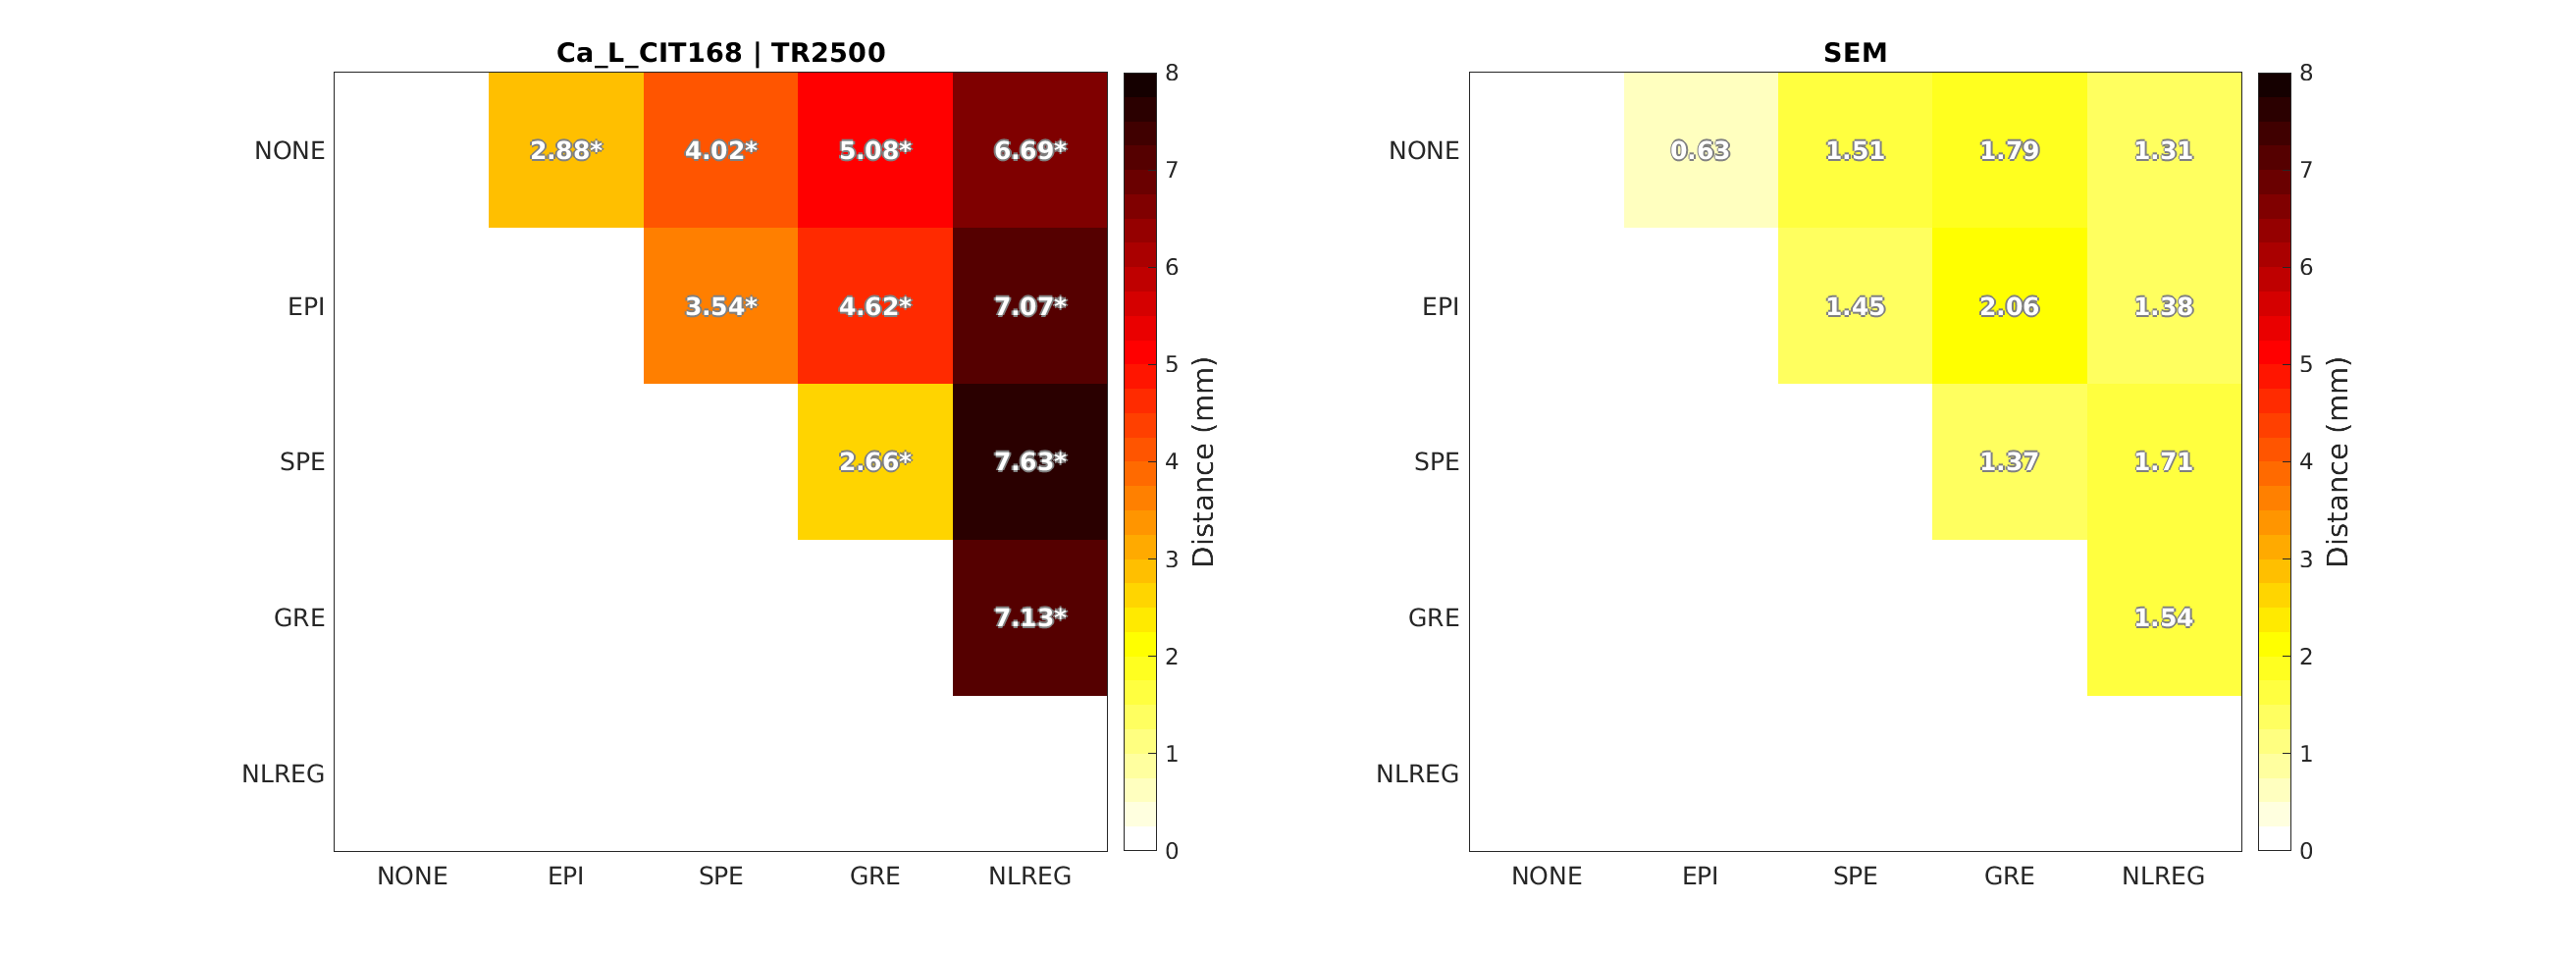 Ca_L_CIT168 | TR2500
NONE 2.88* 4.02* 5.08* 6.69*
EPI 3.54* 4.62* 7.07*
SPE 2.66* 7.63*
GRE 7.13*
NLREG
NONE EPI SPE GRE NLREG
8
7
6
5
4
3
2
1
0
Distance (mm)
SEM
NONE 0.63 1.51 1.79 1.31
EPI 1.45 2.06 1.38
SPE 1.37 1.71
GRE 1.54
NLREG
NONE EPI SPE GRE NLREG
8
7
6
5
4
3
2
1
0
Distance (mm)